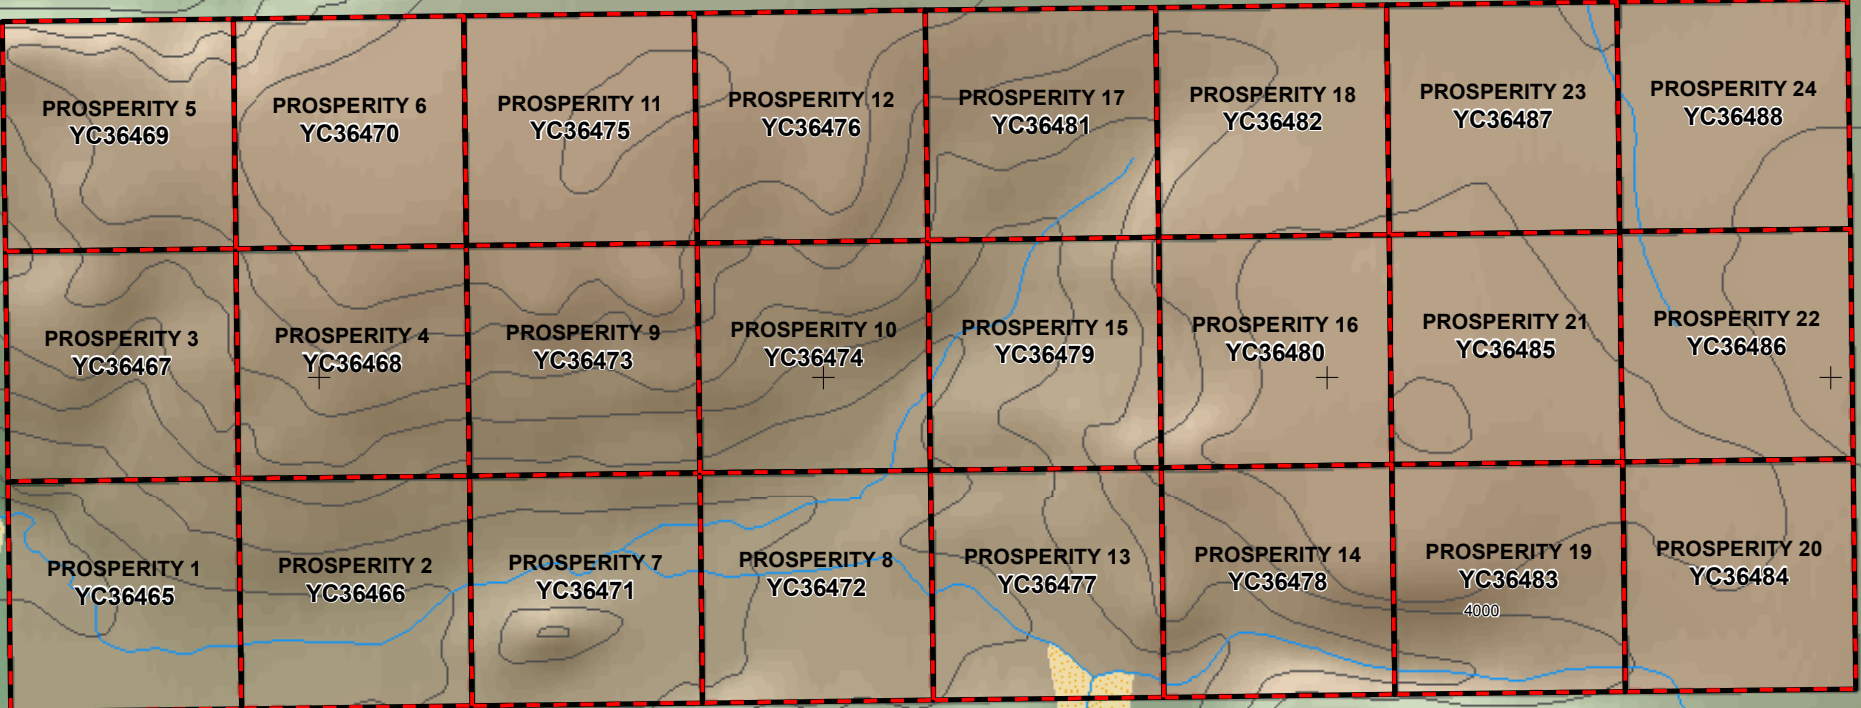 PROSPERITY 5
YC36469
PROSPERITY 6
YC36470
PROSPERITY 11
YC36475
PROSPERITY 12
YC36476
PROSPERITY 17
YC36481
PROSPERITY 18
YC36482
PROSPERITY 23
YC36487
PROSPERITY 24
YC36488
PROSPERITY 3
YC36467
PROSPERITY 4
YC36468
PROSPERITY 9
YC36473
PROSPERITY 10
YC36474
PROSPERITY 15
YC36479
PROSPERITY 16
YC36480
PROSPERITY 21
YC36485
PROSPERITY 22
YC36486
PROSPERITY 1
YC36465
PROSPERITY 2
YC36466
PROSPERITY 7
YC36471
PROSPERITY 8
YC36472
PROSPERITY 13
YC36477
PROSPERITY 14
YC36478
PROSPERITY 19
YC36483
4000
PROSPERITY 20
YC36484